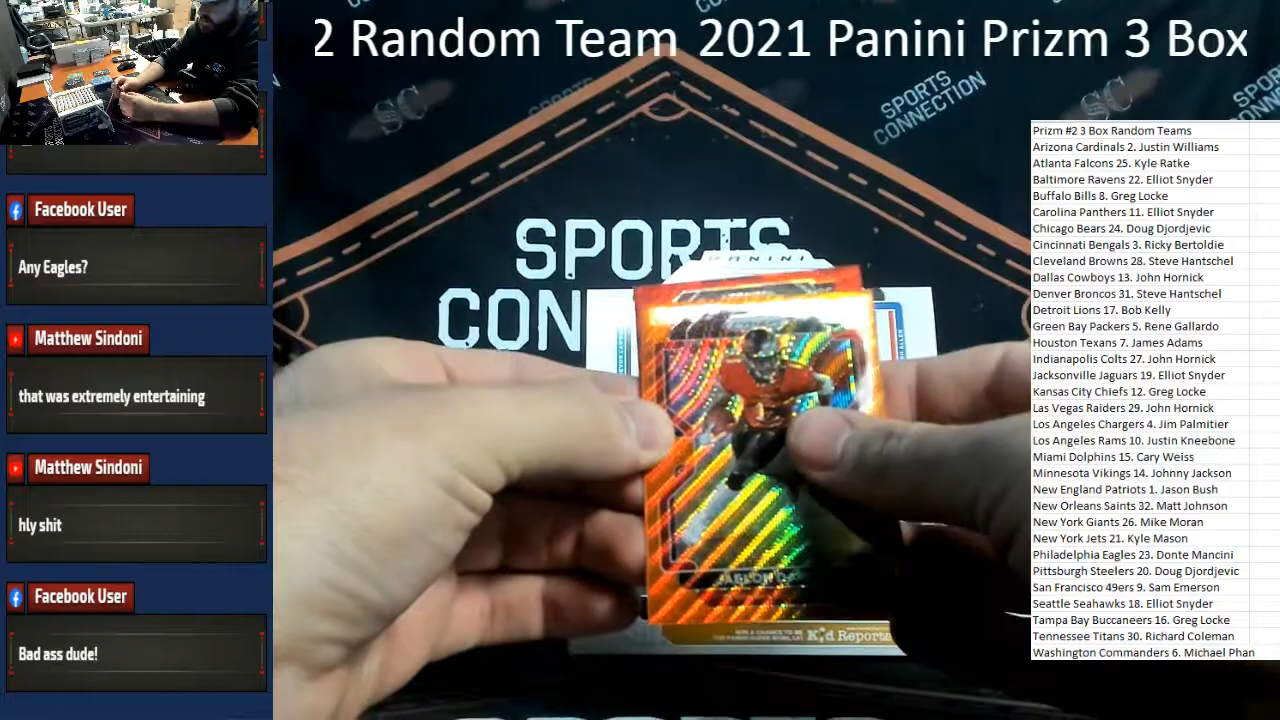 2 Random Team 2021 Panini Prizm 3 Box
SPORTS
CONNECTION
SC
SC
SPORTS
CONN
PANINI
Kid Reporter
Facebook User
Any Eagles?
Matthew Sindoni
that was extremely entertaining
Matthew Sindoni
hly shit
Facebook User
Bad ass dude!
Prizm #2 3 Box Random Teams
Arizona Cardinals 2. Justin Williams
Atlanta Falcons 25. Kyle Ratke
Baltimore Ravens 22. Elliot Snyder
Buffalo Bills 8. Greg Locke
Carolina Panthers 11. Elliot Snyder
Chicago Bears 24. Doug Djordjevic
Cincinnati Bengals 3. Ricky Bertoldie
Cleveland Browns 28. Steve Hantschel
Dallas Cowboys 13. John Hornick
Denver Broncos 31. Steve Hantschel
Detroit Lions 17. Bob Kelly
Green Bay Packers 5. Rene Gallardo
Houston Texans 7. James Adams
Indianapolis Colts 27. John Hornick
Jacksonville Jaguars 19. Elliot Snyder
Kansas City Chiefs 12. Greg Locke
Las Vegas Raiders 29. John Hornick
Los Angeles Chargers 4. Jim Palmitier
Los Angeles Rams 10. Justin Kneebone
Miami Dolphins 15. Cary Weiss
Minnesota Vikings 14. Johnny Jackson
New England Patriots 1. Jason Bush
New Orleans Saints 32. Matt Johnson
New York Giants 26. Mike Moran
New York Jets 21. Kyle Mason
Philadelphia Eagles 23. Donte Mancini
Pittsburgh Steelers 20. Doug Djordjevic
San Francisco 49ers 9. Sam Emerson
Seattle Seahawks 18. Elliot Snyder
Tampa Bay Buccaneers 16. Greg Locke
Tennessee Titans 30. Richard Coleman
Washington Commanders 6. Michael Phan